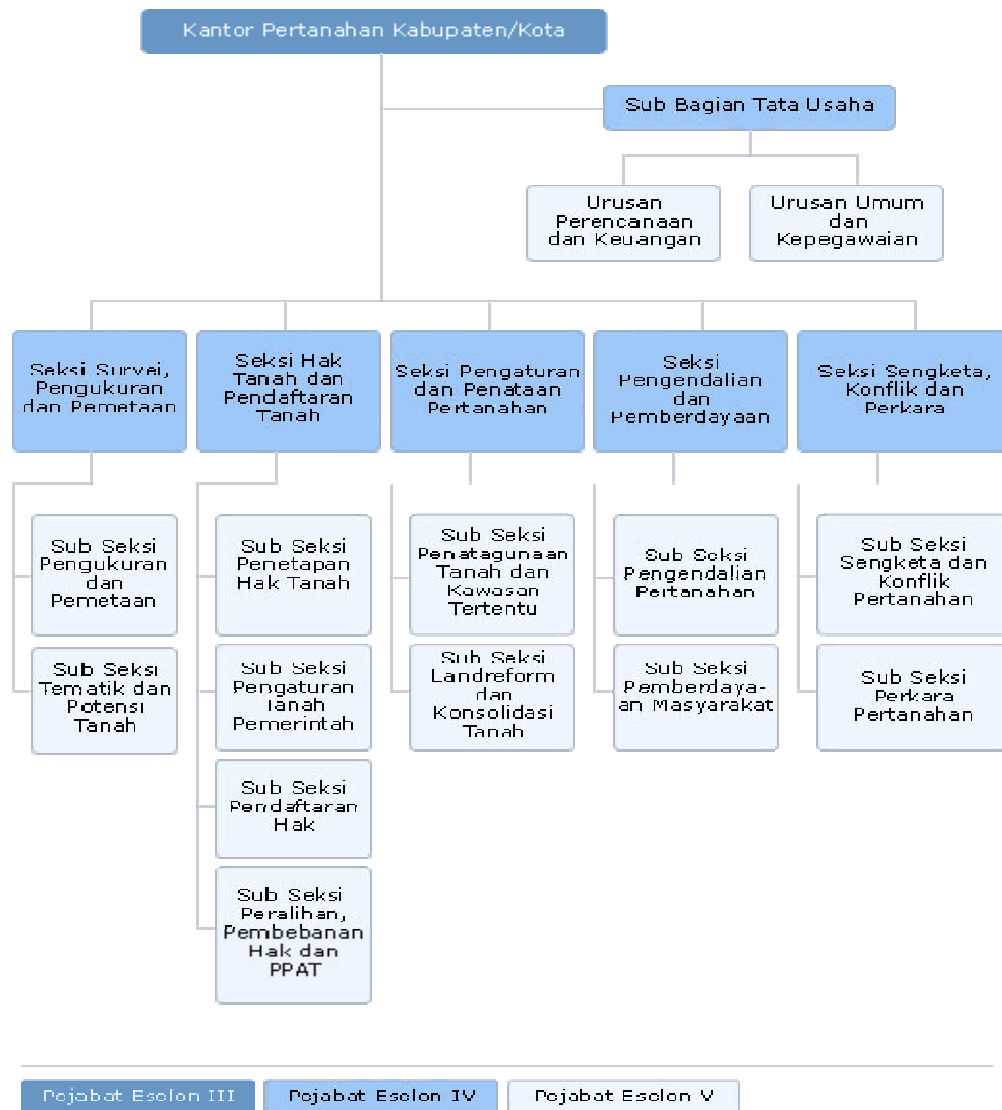 Kantor Pertanahan Kabupaten/Kota
Sub Bagian Tata Usaha
Urusan
Perencanaan
dan Keuangan
Urusan Umum
dan
Kepegawaian
Seksi Survei,
Pengukuran
dan Pemetaan
Seksi Hak
Tanah dan
Pendaftaran
Tanah
Seksi Pengaturan
dan Penataan
Pertanahan
Seksi
Pengendalian
dan
Pemberdayaan
Seksi Sengketa,
Konflik dan
Perkara
Sub Seksi
Pengukuran
dan
Pemetaan
Sub Seksi
Tematik dan
Potensi
Tanah
Sub Seksi
Penetapan
Hak Tanah
Sub Seksi
Pengaturan
Tanah
Pemerintah
Sub Seksi
Pendaftaran
Hak
Sub Seksi
Peralihan,
Pembebanan
Hak dan
PPAT
Sub Seksi
Penatagunaan
Tanah dan
Kawasan
Tertentu
Sub Seksi
Landreform
dan
Konsolidasi
Tanah
Sub Seksi
Pengendalian
Pertanahan
Sub Seksi
Pemberdaya-
an Masyarakat
Sub Seksi
Sengketa dan
Konflik
Pertanahan
Sub Seksi
Perkara
Pertanahan
Pejabat Eselon III
Pejabat Eselon IV
Pejabat Eselon V